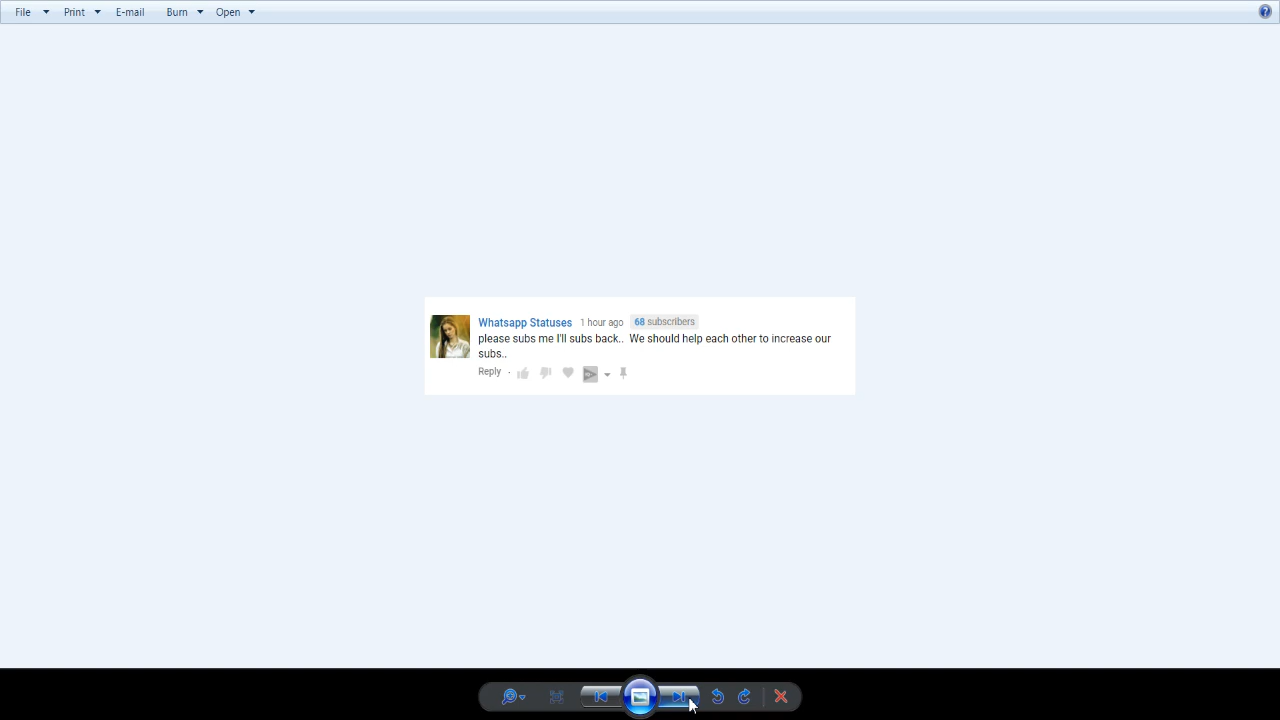 File Print E-mail Burn Open
Whatsapp Statuses 1 hour ago 68 subscribers
please subs me I'll subs back.. We should help each other to increase our
subs..
Reply